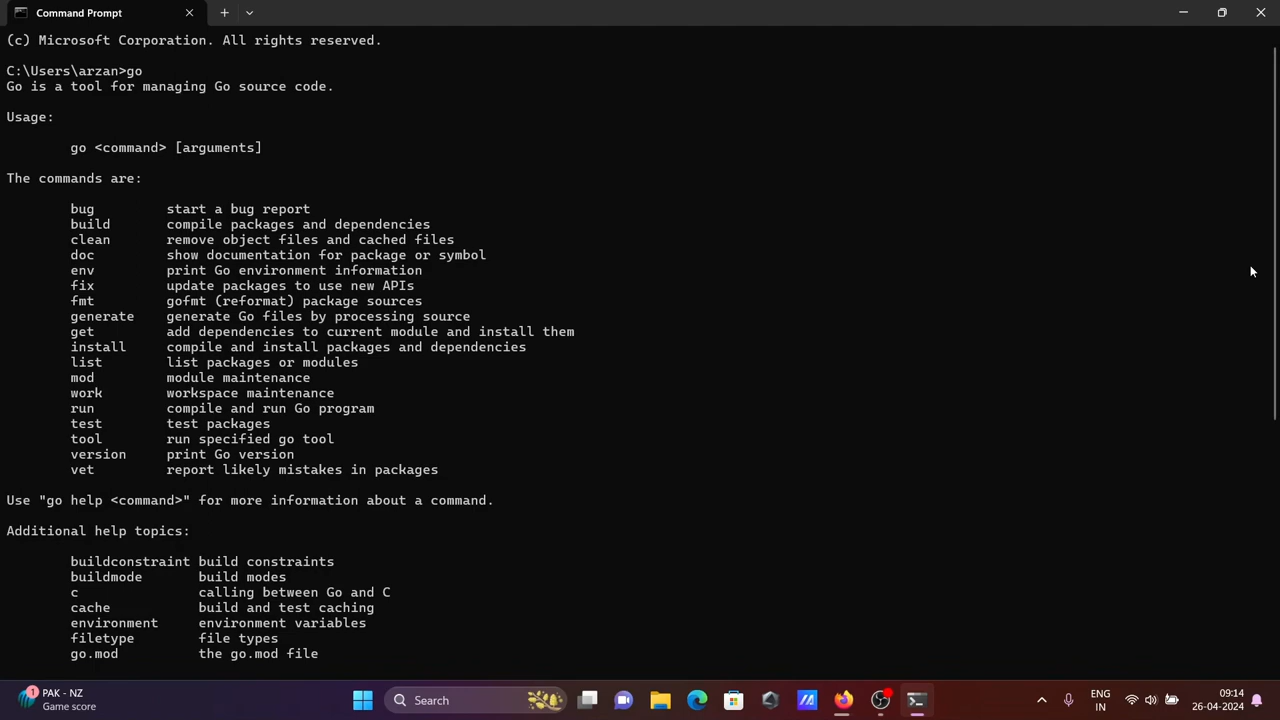 Command Prompt
(c) Microsoft Corporation. All rights reserved.
C:\Users\arzan>go
Go is a tool for managing Go source code.
Usage:
go <command> [arguments]
The commands are:
bug start a bug report
build compile packages and dependencies
clean remove object files and cached files
doc show documentation for package or symbol
env print Go environment information
fix update packages to use new APIs
fmt gofmt (reformat) package sources
generate generate Go files by processing source
get add dependencies to current module and install them
install compile and install packages and dependencies
list list packages or modules
mod module maintenance
work workspace maintenance
run compile and run Go program
test test packages
tool run specified go tool
version print Go version
vet report likely mistakes in packages
Use "go help <command>" for more information about a command.
Additional help topics:
buildconstraint build constraints
buildmode build modes
c calling between Go and C
cache build and test caching
environment environment variables
filetype file types
go.mod the go.mod file
1 PAK - NZ
Game score
Search
ENG
IN
09:14
26-04-2024